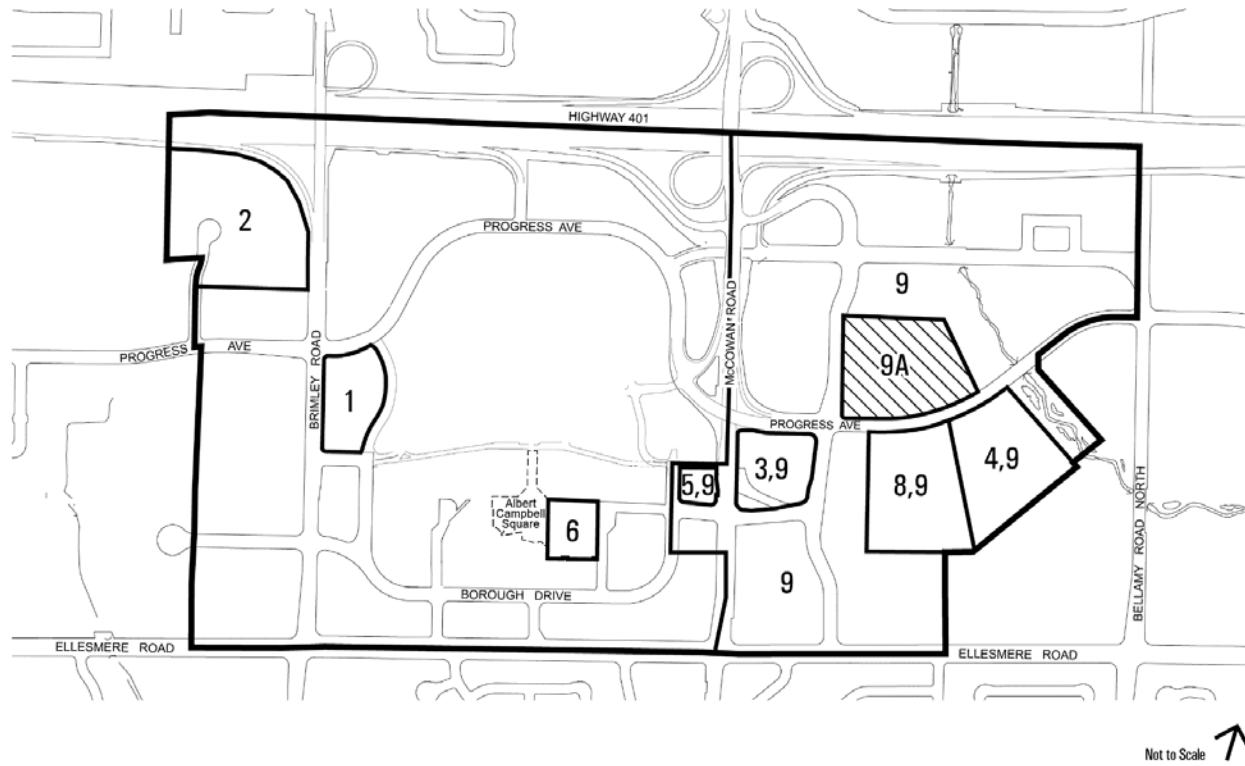 HIGHWAY 401
2
PROGRESS AVE
McCOWAN ROAD
9
PROGRESS AVE
BRIMLEY ROAD
9A
1
PROGRESS AVE
3,9
5,9
8,9
4,9
Albert
Campbell
Square
6
BELLAMY ROAD NORTH
9
BOROUGH DRIVE
ELLESMERE ROAD
ELLESMERE ROAD
Not to Scale